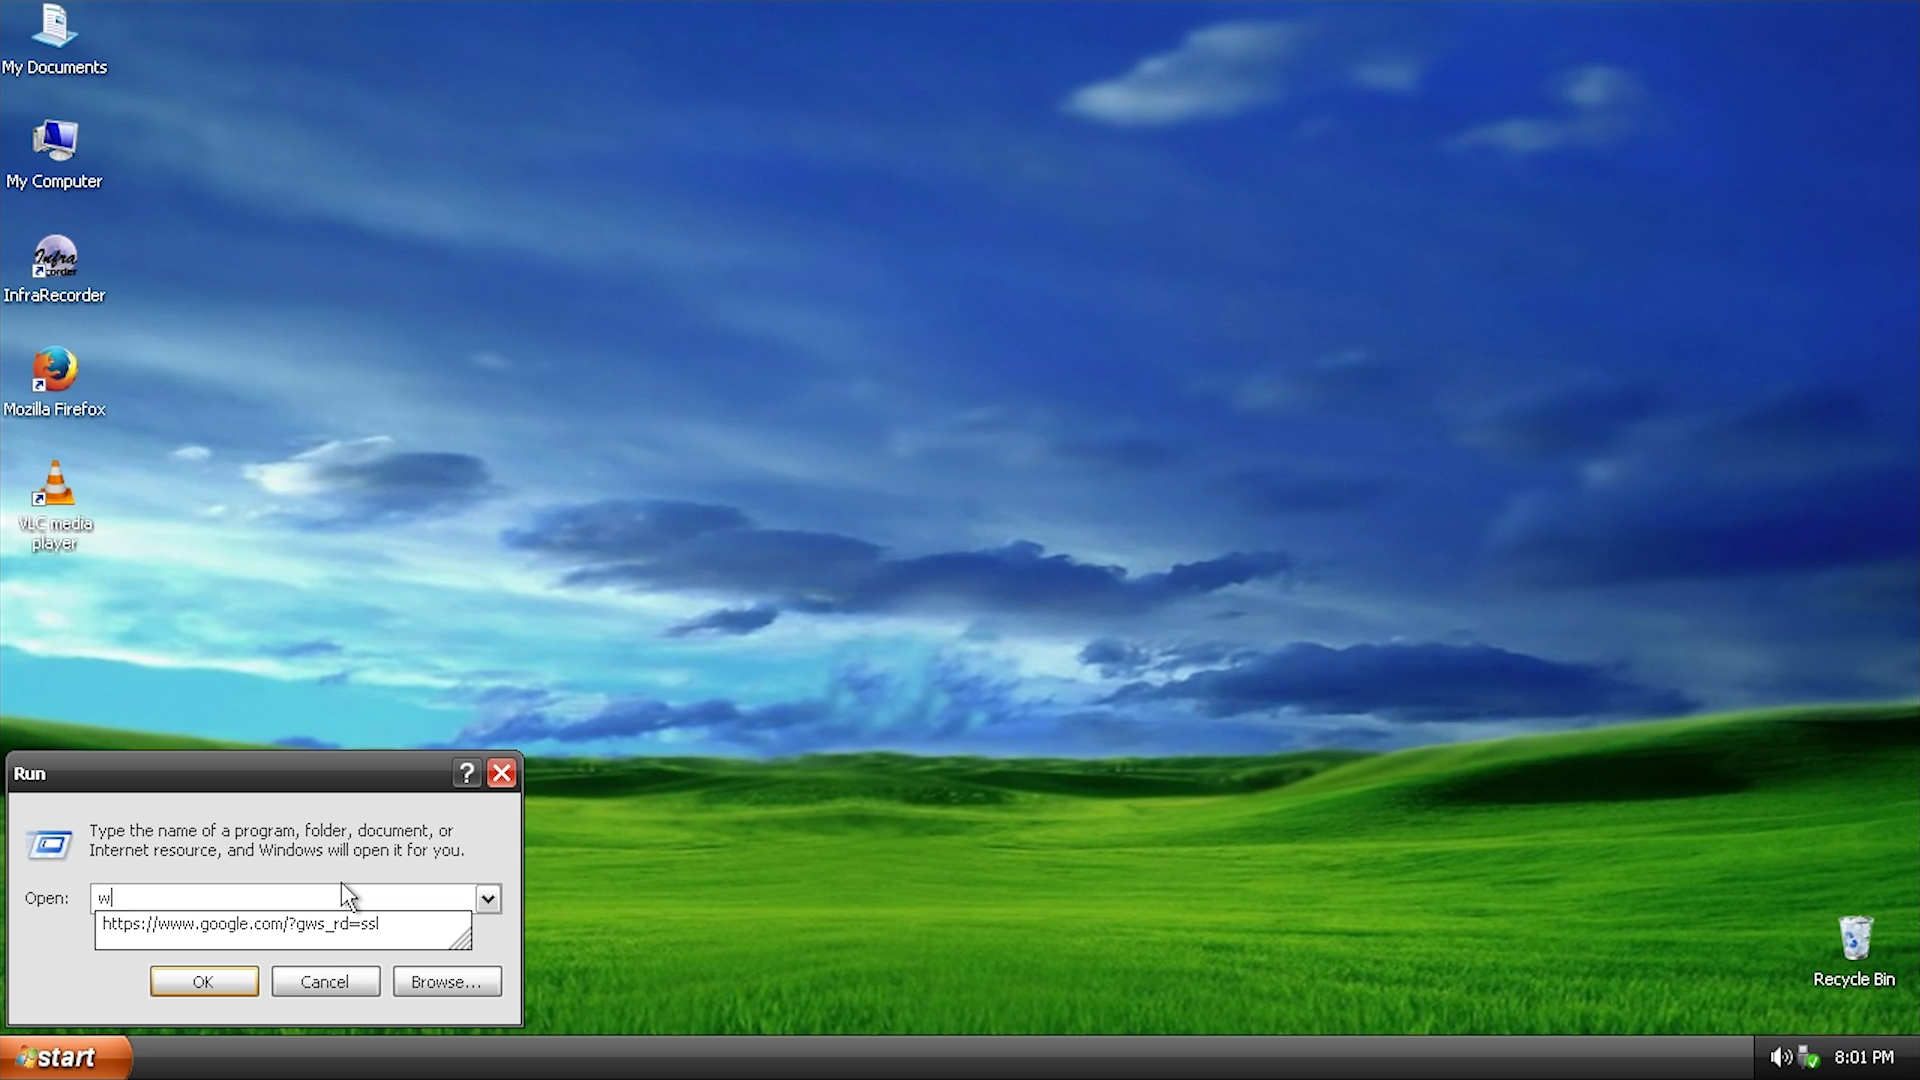 My Documents
My Computer
Infra
corder
InfraRecorder
Mozilla Firefox
VLC media
player
Run
?
Type the name of a program, folder, document, or
Internet resource, and Windows will open it for you.
Open:
w
https://www.google.com/?gws_rd=ssl
OK
Cancel
Browse...
Recycle Bin
start
8:01 PM